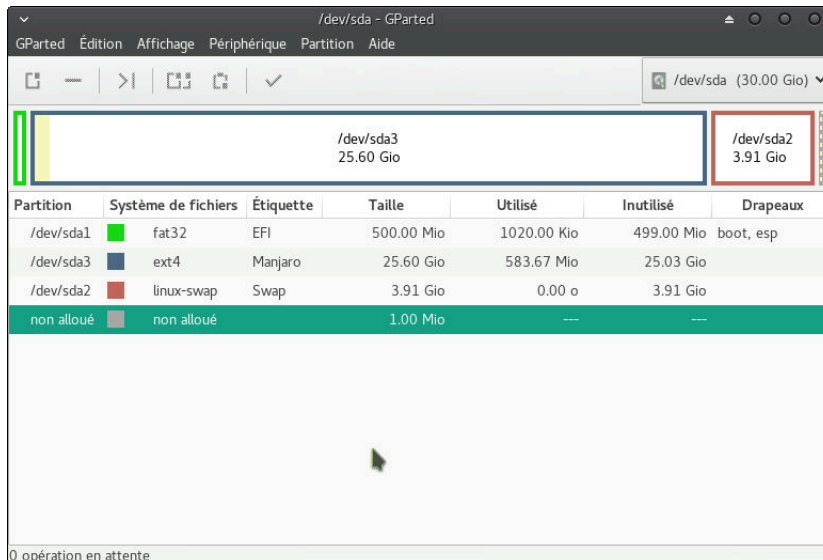 /dev/sda - GParted
GParted Édition Affichage Périphérique Partition Aide
/dev/sda (30.00 Gio)
/dev/sda3
25.60 Gio
/dev/sda2
3.91 Gio
Partition Système de fichiers Étiquette Taille Utilisé Inutilisé Drapeaux
/dev/sda1 fat32 EFI 500.00 Mio 1020.00 Kio 499.00 Mio boot, esp
/dev/sda3 ext4 Manjaro 25.60 Gio 583.67 Mio 25.03 Gio
/dev/sda2 linux-swap Swap 3.91 Gio 0.00 o 3.91 Gio
non alloué non alloué 1.00 Mio --- ---
0 opération en attente